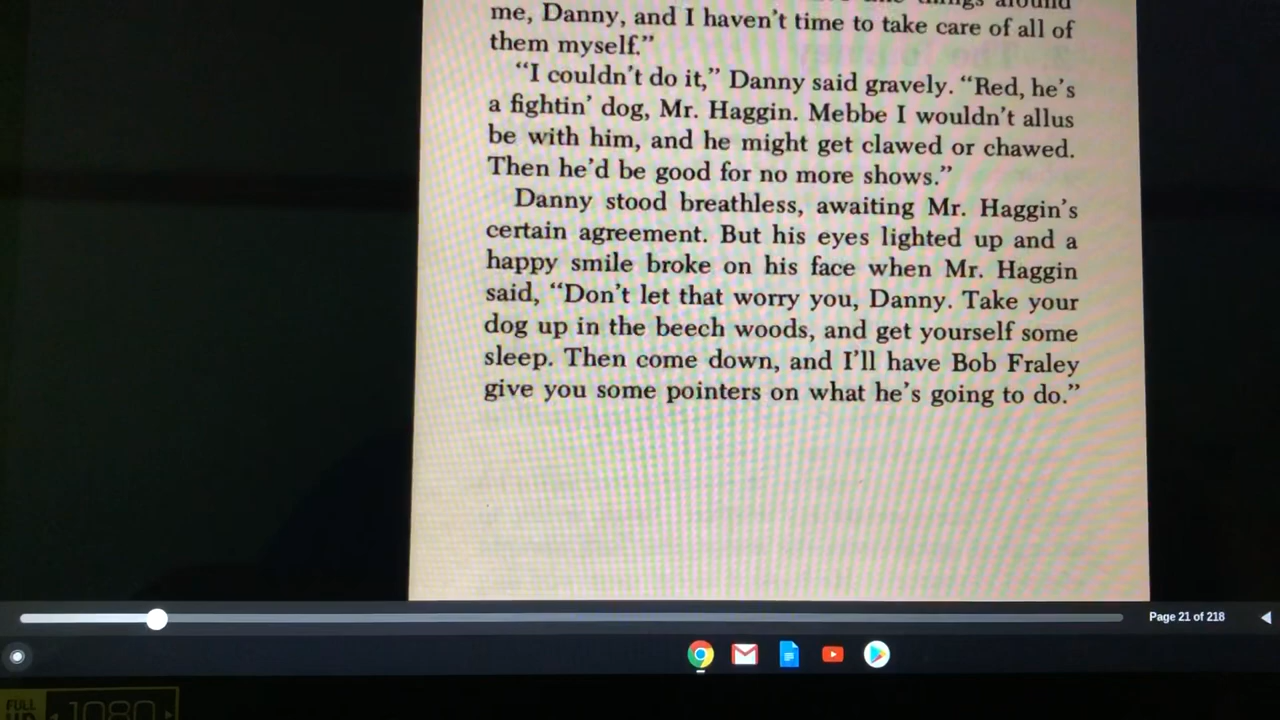 things around
me, Danny, and I haven't time to take care of all of
them myself.”
“I couldn't do it,” Danny said gravely. “Red, he's
a fightin' dog, Mr. Haggin. Mebbe I wouldn't allus
be with him, and he might get clawed or chawed.
Then he'd be good for no more shows.”
Danny stood breathless, awaiting Mr. Haggin's
certain agreement. But his eyes lighted up and a
happy smile broke on his face when Mr. Haggin
said, “Don't let that worry you, Danny. Take your
dog up in the beech woods, and get yourself some
sleep. Then come down, and I'll have Bob Fraley
give you some pointers on what he's going to do.”
Page 21 of 218
FULL
HD 1080